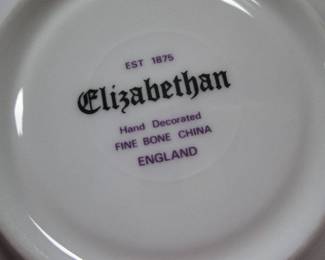 EST 1875
Elizabethan
Hand Decorated
FINE BONE CHINA
ENGLAND